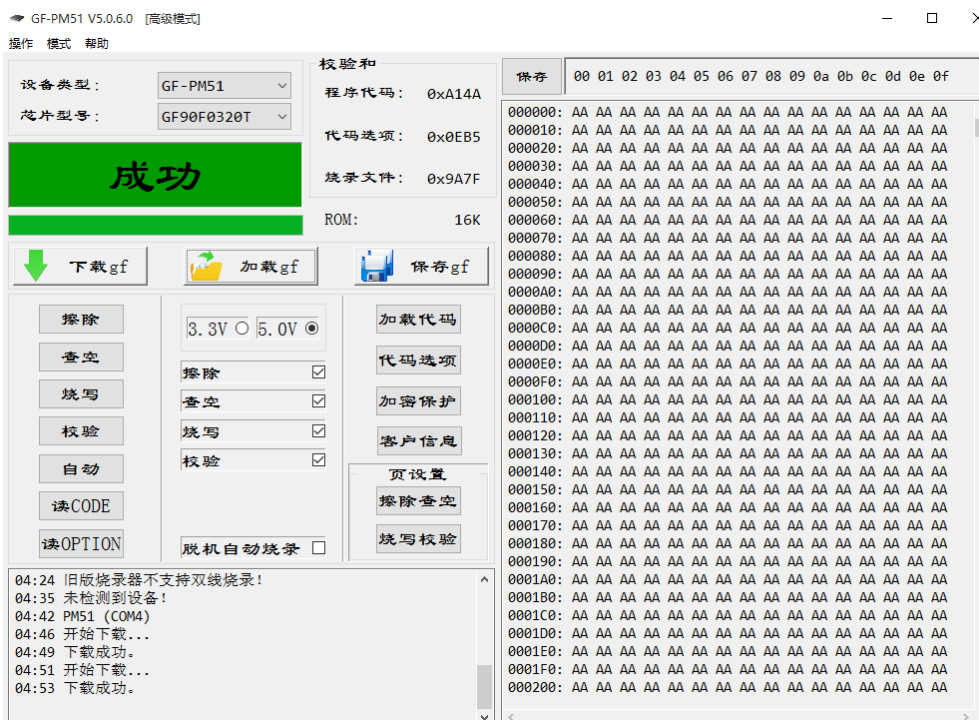 GF-PM51 V5.0.6.0 [高级模式]
操作 模式 帮助
设备类型: GF-PM51
芯片型号: GF90F0320T
成功
校验和
程序代码: 0xA14A
代码选项: 0x0EB5
烧录文件: 0x9A7F
ROM: 16K
下载gf 加载gf 保存gf
擦除
查空
烧写
校验
自动
读CODE
读OPTION
3.3V 5.0V
擦除
查空
烧写
校验
脱机自动烧录
加载代码
代码选项
加密保护
客户信息
页设置
擦除查空
烧写校验
04:24 旧版烧录器不支持双线烧录!
04:35 未检测到设备!
04:42 PM51 (COM4)
04:46 开始下载...
04:49 下载成功。
04:51 开始下载...
04:53 下载成功。
保存 00 01 02 03 04 05 06 07 08 09 0a 0b 0c 0d 0e 0f
000000: AA AA AA AA AA AA AA AA AA AA AA AA AA AA AA AA
000010: AA AA AA AA AA AA AA AA AA AA AA AA AA AA AA AA
000020: AA AA AA AA AA AA AA AA AA AA AA AA AA AA AA AA
000030: AA AA AA AA AA AA AA AA AA AA AA AA AA AA AA AA
000040: AA AA AA AA AA AA AA AA AA AA AA AA AA AA AA AA
000050: AA AA AA AA AA AA AA AA AA AA AA AA AA AA AA AA
000060: AA AA AA AA AA AA AA AA AA AA AA AA AA AA AA AA
000070: AA AA AA AA AA AA AA AA AA AA AA AA AA AA AA AA
000080: AA AA AA AA AA AA AA AA AA AA AA AA AA AA AA AA
000090: AA AA AA AA AA AA AA AA AA AA AA AA AA AA AA AA
0000A0: AA AA AA AA AA AA AA AA AA AA AA AA AA AA AA AA
0000B0: AA AA AA AA AA AA AA AA AA AA AA AA AA AA AA AA
0000C0: AA AA AA AA AA AA AA AA AA AA AA AA AA AA AA AA
0000D0: AA AA AA AA AA AA AA AA AA AA AA AA AA AA AA AA
0000E0: AA AA AA AA AA AA AA AA AA AA AA AA AA AA AA AA
0000F0: AA AA AA AA AA AA AA AA AA AA AA AA AA AA AA AA
000100: AA AA AA AA AA AA AA AA AA AA AA AA AA AA AA AA
000110: AA AA AA AA AA AA AA AA AA AA AA AA AA AA AA AA
000120: AA AA AA AA AA AA AA AA AA AA AA AA AA AA AA AA
000130: AA AA AA AA AA AA AA AA AA AA AA AA AA AA AA AA
000140: AA AA AA AA AA AA AA AA AA AA AA AA AA AA AA AA
000150: AA AA AA AA AA AA AA AA AA AA AA AA AA AA AA AA
000160: AA AA AA AA AA AA AA AA AA AA AA AA AA AA AA AA
000170: AA AA AA AA AA AA AA AA AA AA AA AA AA AA AA AA
000180: AA AA AA AA AA AA AA AA AA AA AA AA AA AA AA AA
000190: AA AA AA AA AA AA AA AA AA AA AA AA AA AA AA AA
0001A0: AA AA AA AA AA AA AA AA AA AA AA AA AA AA AA AA
0001B0: AA AA AA AA AA AA AA AA AA AA AA AA AA AA AA AA
0001C0: AA AA AA AA AA AA AA AA AA AA AA AA AA AA AA AA
0001D0: AA AA AA AA AA AA AA AA AA AA AA AA AA AA AA AA
0001E0: AA AA AA AA AA AA AA AA AA AA AA AA AA AA AA AA
0001F0: AA AA AA AA AA AA AA AA AA AA AA AA AA AA AA AA
000200: AA AA AA AA AA AA AA AA AA AA AA AA AA AA AA AA